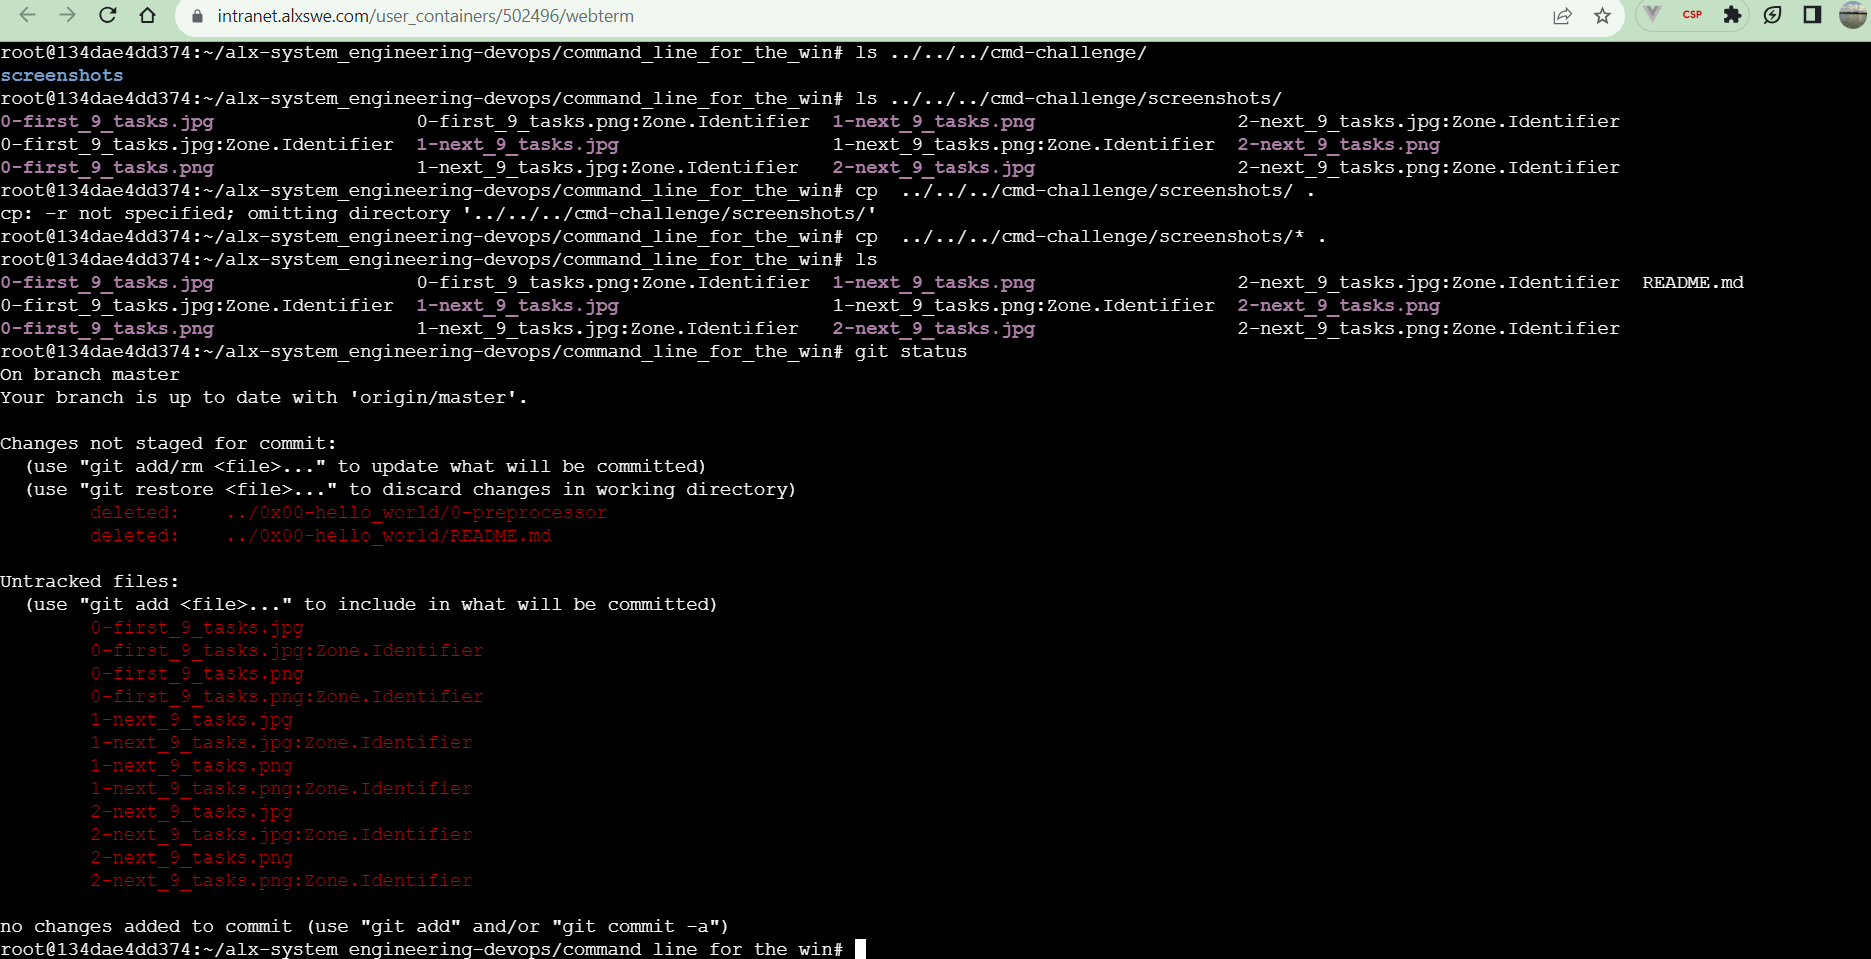 intranet.alxswe.com/user_containers/502496/webterm
CSP
root@134dae4dd374:~/alx-system_engineering-devops/command_line_for_the_win# ls ../../../cmd-challenge/
screenshots
root@134dae4dd374:~/alx-system_engineering-devops/command_line_for_the_win# ls ../../../cmd-challenge/screenshots/
0-first_9_tasks.jpg 0-first_9_tasks.png:Zone.Identifier 1-next_9_tasks.png 2-next_9_tasks.jpg:Zone.Identifier
0-first_9_tasks.jpg:Zone.Identifier 1-next_9_tasks.jpg 1-next_9_tasks.png:Zone.Identifier 2-next_9_tasks.png
0-first_9_tasks.png 1-next_9_tasks.jpg:Zone.Identifier 2-next_9_tasks.jpg 2-next_9_tasks.png:Zone.Identifier
root@134dae4dd374:~/alx-system_engineering-devops/command_line_for_the_win# cp  ../../../cmd-challenge/screenshots/ .
cp: -r not specified; omitting directory '../../../cmd-challenge/screenshots/'
root@134dae4dd374:~/alx-system_engineering-devops/command_line_for_the_win# cp  ../../../cmd-challenge/screenshots/* .
root@134dae4dd374:~/alx-system_engineering-devops/command_line_for_the_win# ls
0-first_9_tasks.jpg 0-first_9_tasks.png:Zone.Identifier 1-next_9_tasks.png 2-next_9_tasks.jpg:Zone.Identifier README.md
0-first_9_tasks.jpg:Zone.Identifier 1-next_9_tasks.jpg 1-next_9_tasks.png:Zone.Identifier 2-next_9_tasks.png
0-first_9_tasks.png 1-next_9_tasks.jpg:Zone.Identifier 2-next_9_tasks.jpg 2-next_9_tasks.png:Zone.Identifier
root@134dae4dd374:~/alx-system_engineering-devops/command_line_for_the_win# git status
On branch master
Your branch is up to date with 'origin/master'.
Changes not staged for commit:
(use "git add/rm <file>..." to update what will be committed)
(use "git restore <file>..." to discard changes in working directory)
deleted: ../0x00-hello_world/0-preprocessor
deleted: ../0x00-hello_world/README.md
Untracked files:
(use "git add <file>..." to include in what will be committed)
0-first_9_tasks.jpg
0-first_9_tasks.jpg:Zone.Identifier
0-first_9_tasks.png
0-first_9_tasks.png:Zone.Identifier
1-next_9_tasks.jpg
1-next_9_tasks.jpg:Zone.Identifier
1-next_9_tasks.png
1-next_9_tasks.png:Zone.Identifier
2-next_9_tasks.jpg
2-next_9_tasks.jpg:Zone.Identifier
2-next_9_tasks.png
2-next_9_tasks.png:Zone.Identifier
no changes added to commit (use "git add" and/or "git commit -a")
root@134dae4dd374:~/alx-system_engineering-devops/command_line_for_the_win#